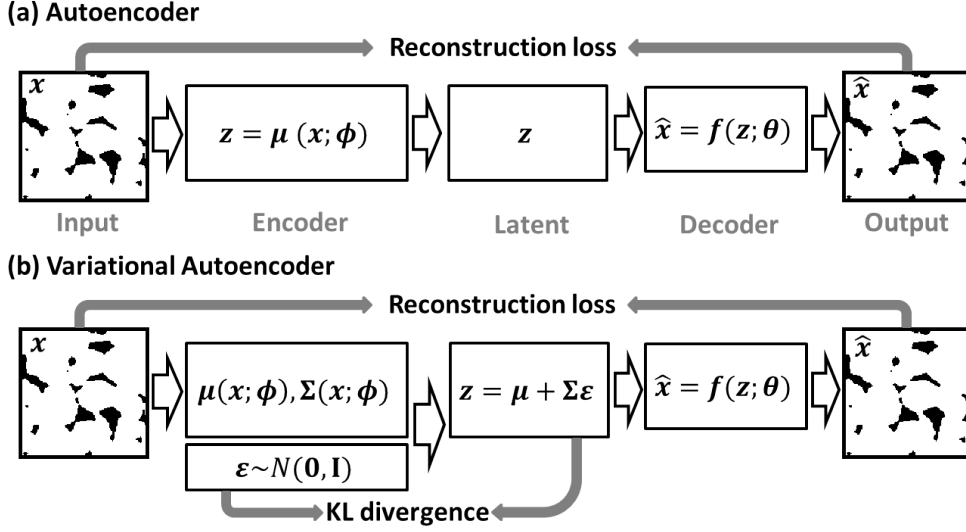 (a) Autoencoder
Reconstruction loss
x
z = μ (x; ϕ)
z
x̂ = f(z; θ)
x̂
Input
Encoder
Latent
Decoder
Output
(b) Variational Autoencoder
Reconstruction loss
x
μ(x; ϕ), Σ(x; ϕ)
z = μ + Σε
x̂ = f(z; θ)
x̂
ε~N(0, I)
KL divergence